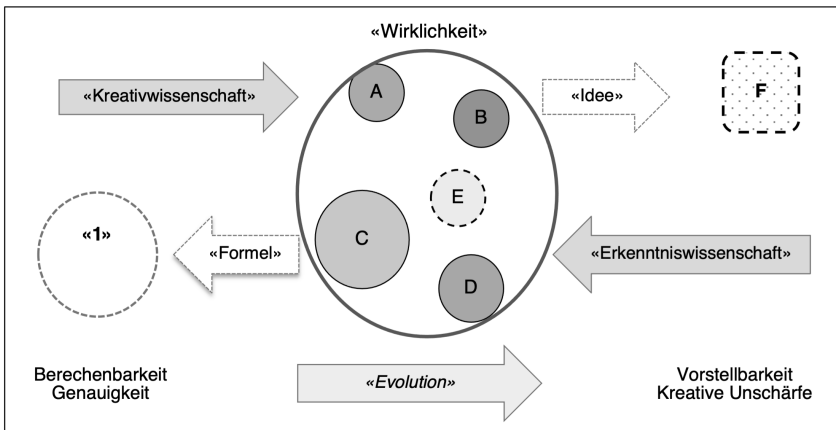 «Wirklichkeit»
«Kreativwissenschaft»
A
B
«Idee»
F
E
«1»
«Formel»
C
«Erkenntniswissenschaft»
D
Berechenbarkeit
Genauigkeit
«Evolution»
Vorstellbarkeit
Kreative Unschärfe